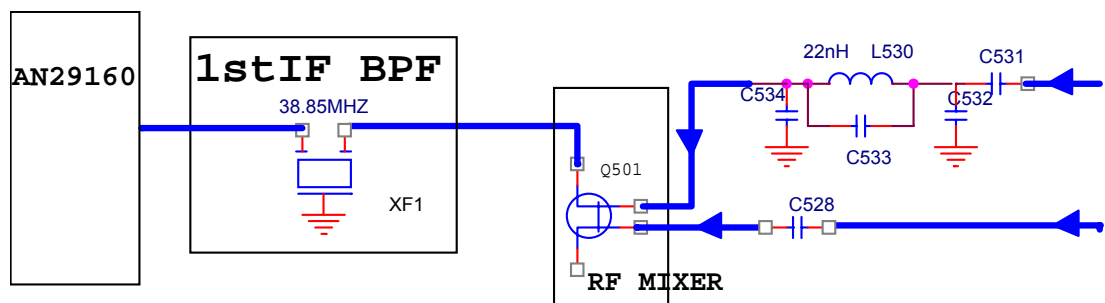 AN29160
1stIF BPF
38.85MHZ
XF1
Q501
RF MIXER
22nH
L530
C531
C534
C532
C533
C528